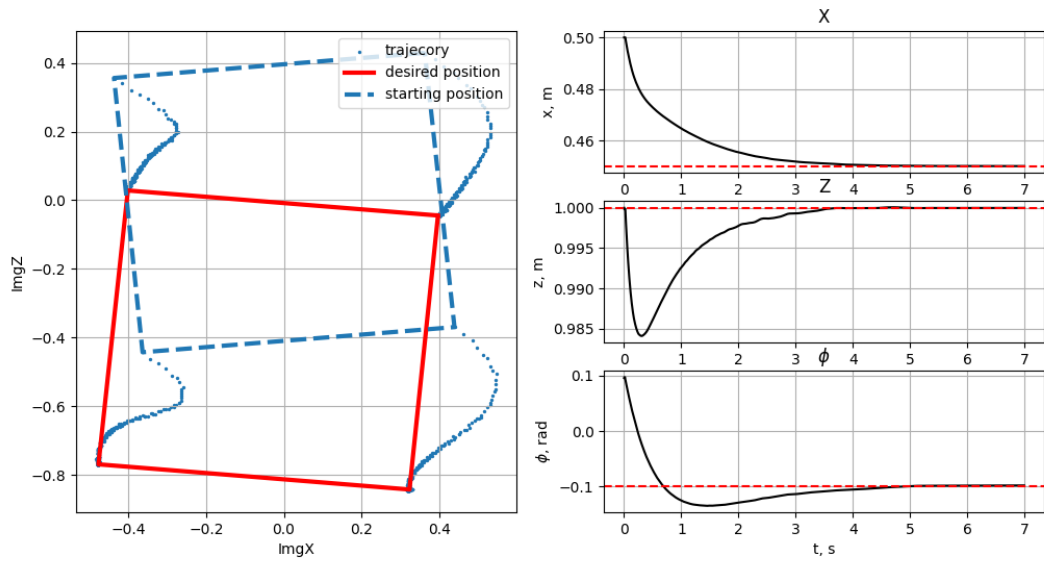 trajecory
desired position
starting position
0.4
0.2
0.0
−0.2
−0.4
−0.6
−0.8
ImgZ
−0.4
−0.2
0.0
0.2
0.4
ImgX
X
0.50
0.48
0.46
x, m
0 1 2 3 4 5 6 7
Z
1.000
0.995
0.990
0.985
z, m
0 1 2 3 4 5 6 7
ϕ
0.1
0.0
−0.1
ϕ, rad
0 1 2 3 4 5 6 7
t, s